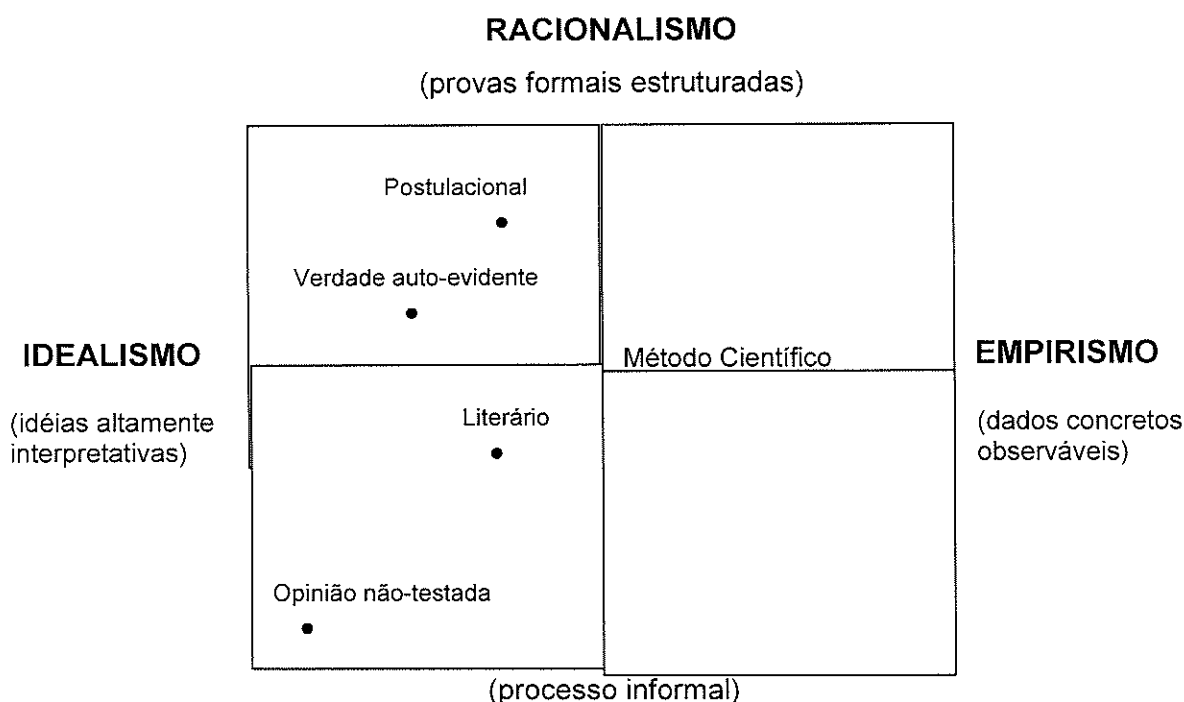 RACIONALISMO
(provas formais estruturadas)
Postulacional
Verdade auto-evidente
IDEALISMO
(idéias altamente
interpretativas)
Método Científico
EMPIRISMO
(dados concretos
observáveis)
Literário
Opinião não-testada
(processo informal)